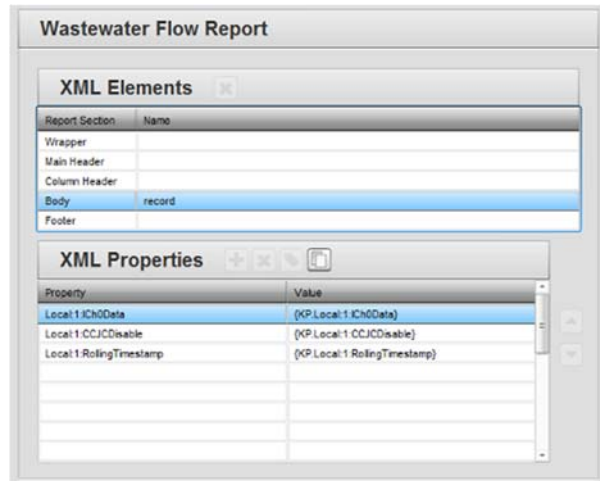 Wastewater Flow Report
XML Elements
Report Section Name
Wrapper
Main Header
Column Header
Body record
Footer
XML Properties
Property Value
Local:1:ICh0Data {KP.Local:1:ICh0Data}
Local:1:CCJCDisable {KP.Local:1:CCJCDisable}
Local:1:RollingTimestamp {KP.Local:1:RollingTimestamp}